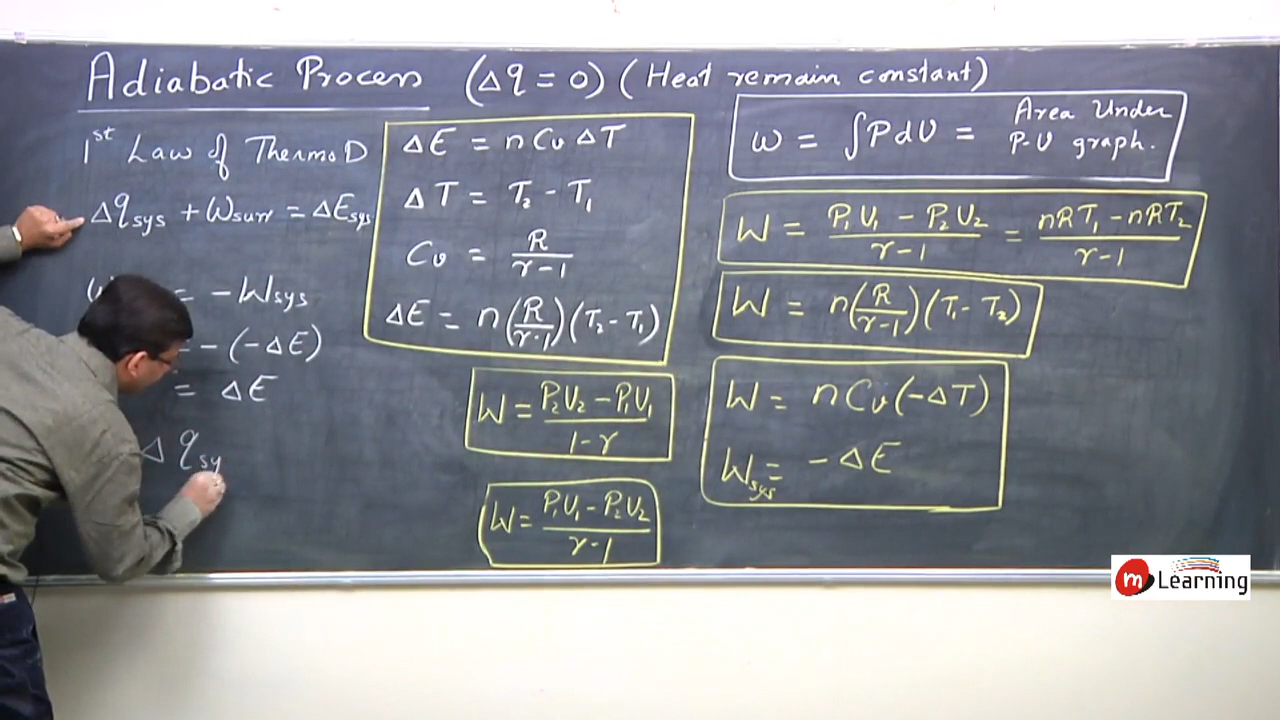 Adiabatic Process (Δq = 0) (Heat remain constant)
1st Law of ThermoD
Δqsys + Wsurr = ΔEsys
= -Wsys
= -(-ΔE)
= ΔE
Δ qsy
ΔE = nCv ΔT
ΔT = T2 - T1
Cv = R/γ-1
ΔE = n(R/γ-1)(T2 - T1)
W = P2V2 - P1V1/1-γ
W = P1V1 - P2V2/γ-1
W = ∫PdV = Area Under P-V graph.
W = P1V1 - P2V2/γ-1 = nRT1 - nRT2/γ-1
W = n(R/γ-1)(T1 - T2)
W = nCv(-ΔT)
Wsys = -ΔE
m Learning